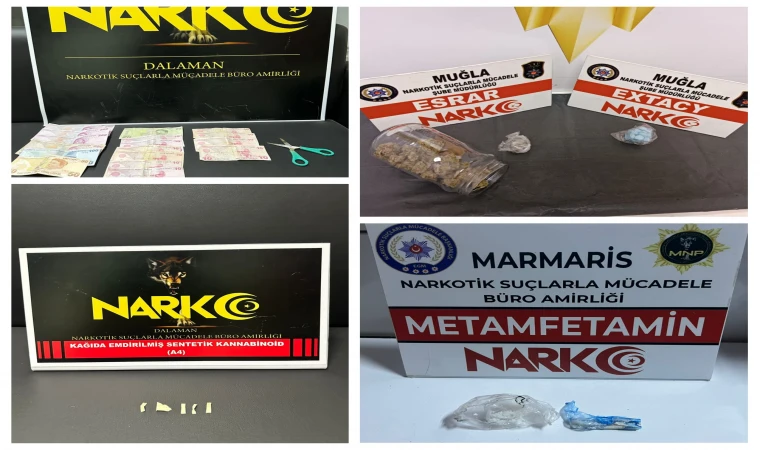 NARKO
DALAMAN
NARKOTİK SUÇLARLA MÜCADELE BÜRO AMİRLİĞİ
MUĞLA
NARKOTİK SUÇLARLA MÜCADELE
ŞUBE MÜDÜRLÜĞÜ
ESRAR
NARKO
MUĞLA
NARKOTİK SUÇLARLA MÜCADELE
ŞUBE MÜDÜRLÜĞÜ
EXTACY
NARKO
NARKO
DALAMAN
NARKOTİK SUÇLARLA MÜCADELE BÜRO AMİRLİĞİ
KAĞIDA EMDİRİLMİŞ SENTETİK KANNABİNOİD
(A4)
MNP
MARMARİS
NARKOTİK SUÇLARLA MÜCADELE
BÜRO AMİRLİĞİ
METAMFETAMİN
NARKO